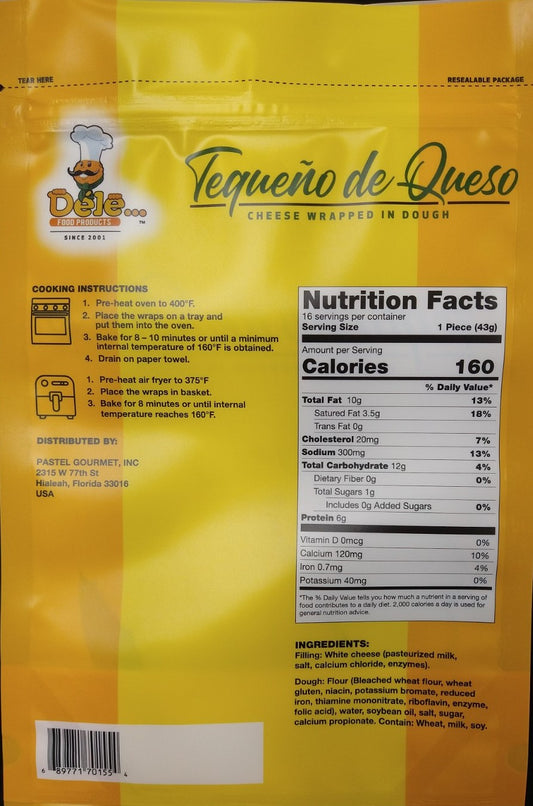 TEAR HERE
RESEALABLE PACKAGE
Délé...
FOOD PRODUCTS
TM
SINCE 2001
Tequeño de Queso
CHEESE WRAPPED IN DOUGH
COOKING INSTRUCTIONS
1. Pre-heat oven to 400°F.
2. Place the wraps on a tray and
put them into the oven.
3. Bake for 8 – 10 minutes or until a minimum
internal temperature of 160°F is obtained.
4. Drain on paper towel.
1. Pre-heat air fryer to 375°F
2. Place the wraps in basket.
3. Bake for 8 minutes or until internal
temperature reaches 160°F.
DISTRIBUTED BY:
PASTEL GOURMET, INC
2315 W 77th St
Hialeah, Florida 33016
USA
Nutrition Facts
16 servings per container
Serving Size 1 Piece (43g)
Amount per Serving
Calories 160
% Daily Value*
Total Fat 10g 13%
Satured Fat 3.5g 18%
Trans Fat 0g
Cholesterol 20mg 7%
Sodium 300mg 13%
Total Carbohydrate 12g 4%
Dietary Fiber 0g 0%
Total Sugars 1g
Includes 0g Added Sugars 0%
Protein 6g
Vitamin D 0mcg 0%
Calcium 120mg 10%
Iron 0.7mg 4%
Potassium 40mg 0%
*The % Daily Value tells you how much a nutrient in a serving of
food contributes to a daily diet. 2,000 calories a day is used for
general nutrition advice.
INGREDIENTS:
Filling: White cheese (pasteurized milk,
salt, calcium chloride, enzymes).
Dough: Flour (Bleached wheat flour, wheat
gluten, niacin, potassium bromate, reduced
iron, thiamine mononitrate, riboflavin, enzyme,
folic acid), water, soybean oil, salt, sugar,
calcium propionate. Contain: Wheat, milk, soy.
6 89771 70155 4